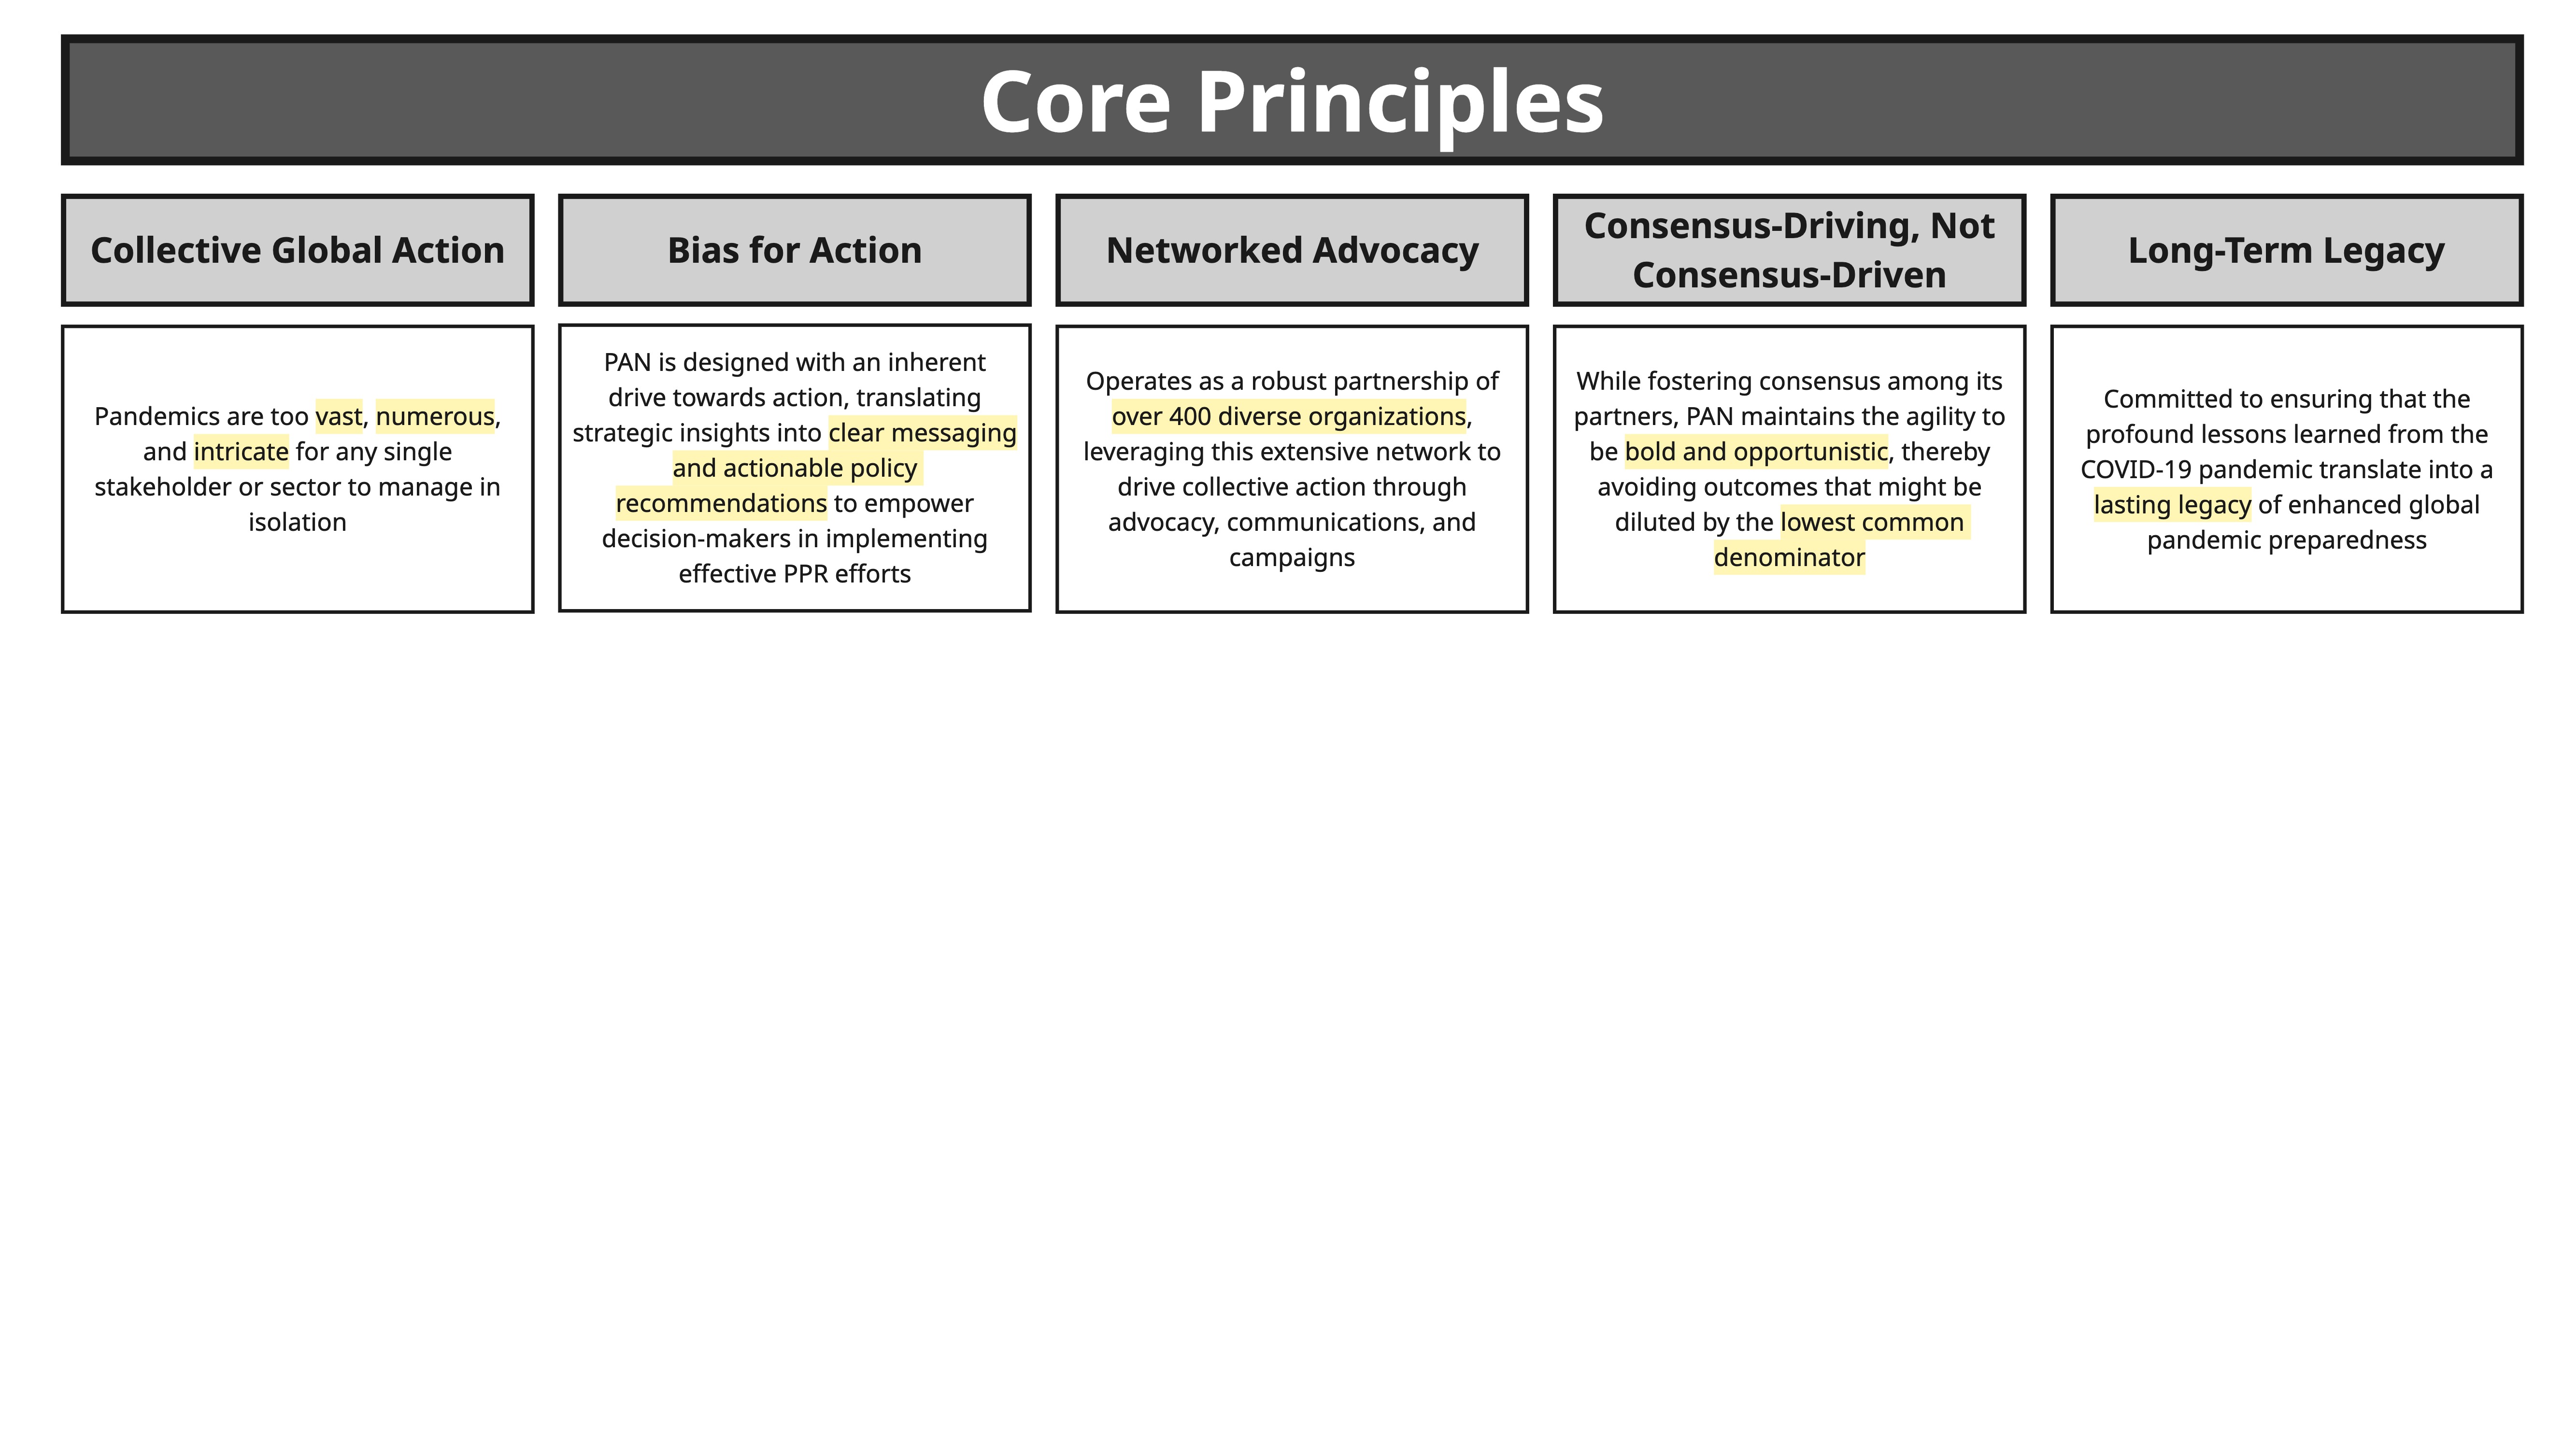 Core Principles
Collective Global Action
Pandemics are too vast, numerous,
and intricate for any single
stakeholder or sector to manage in
isolation
Bias for Action
PAN is designed with an inherent
drive towards action, translating
strategic insights into clear messaging
and actionable policy
recommendations to empower
decision-makers in implementing
effective PPR efforts
Networked Advocacy
Operates as a robust partnership of
over 400 diverse organizations,
leveraging this extensive network to
drive collective action through
advocacy, communications, and
campaigns
Consensus-Driving, Not
Consensus-Driven
While fostering consensus among its
partners, PAN maintains the agility to
be bold and opportunistic, thereby
avoiding outcomes that might be
diluted by the lowest common
denominator
Long-Term Legacy
Committed to ensuring that the
profound lessons learned from the
COVID-19 pandemic translate into a
lasting legacy of enhanced global
pandemic preparedness